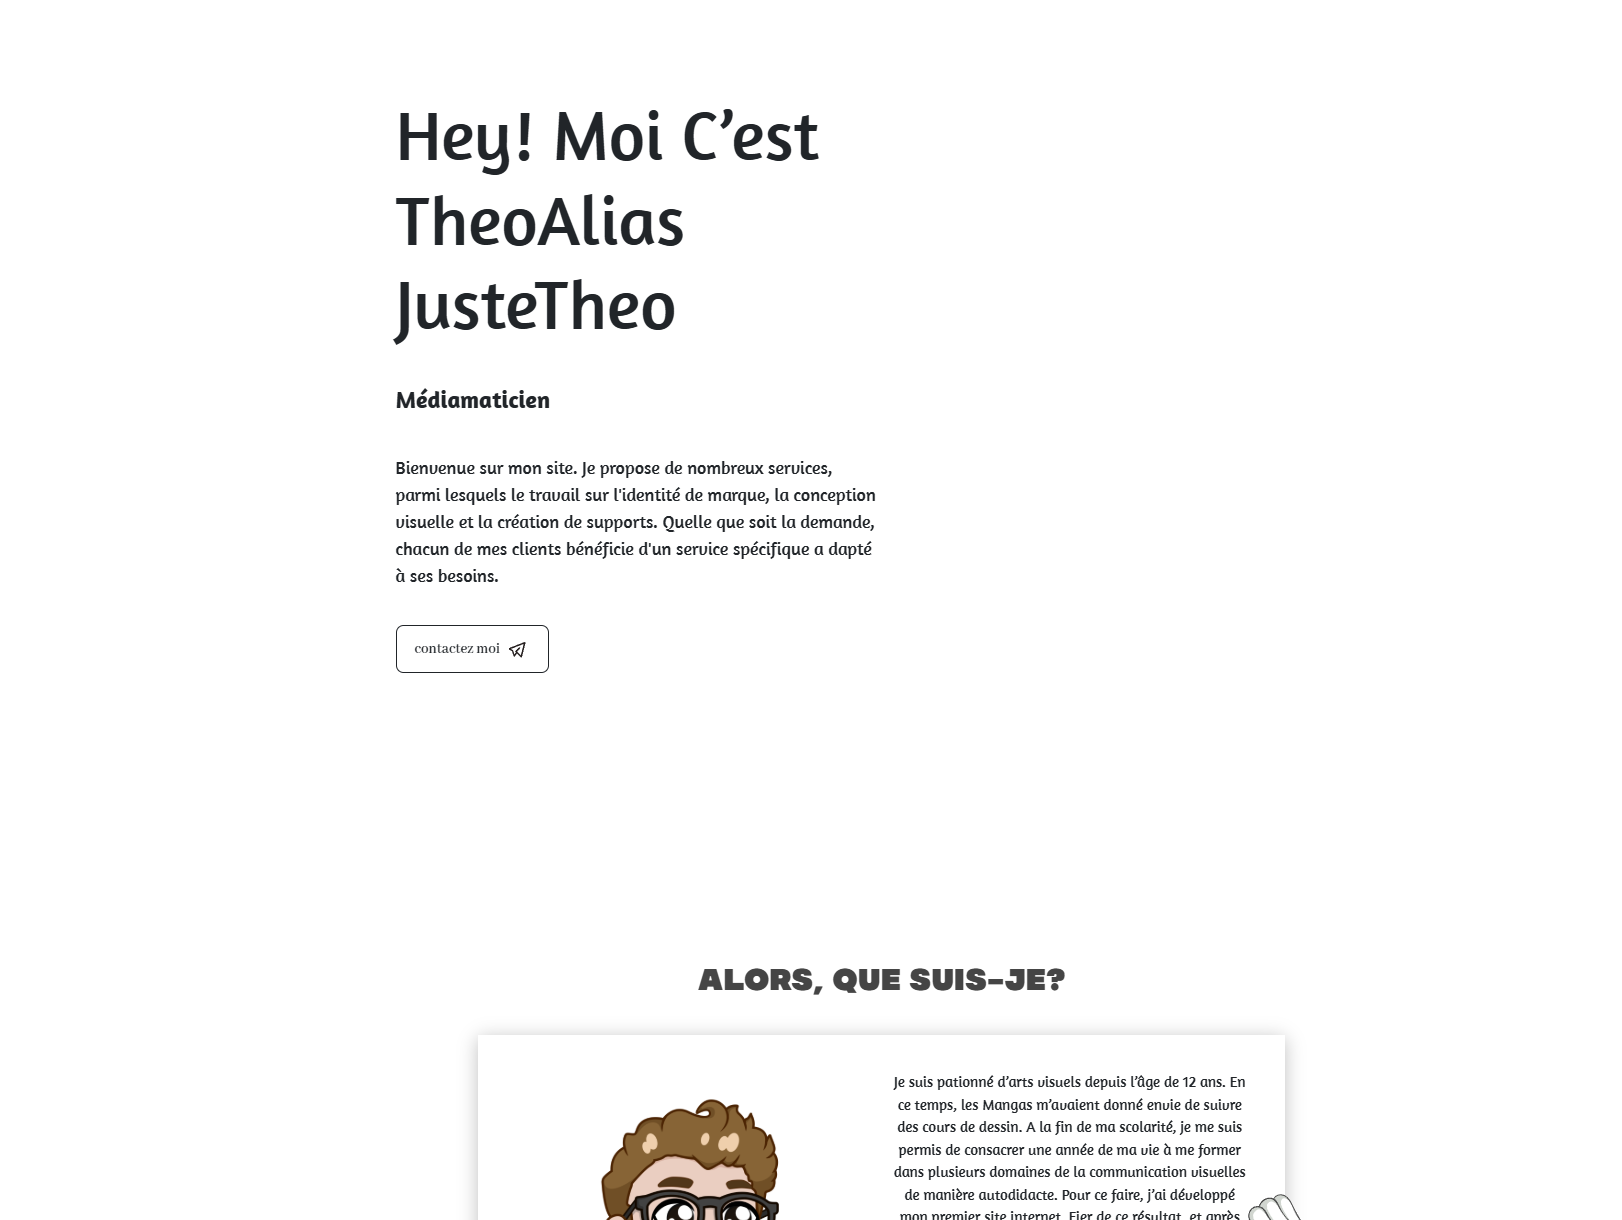 Hey! Moi C’est
TheoAlias
JusteTheo
Médiamaticien
Bienvenue sur mon site. Je propose de nombreux services,
parmi lesquels le travail sur l'identité de marque, la conception
visuelle et la création de supports. Quelle que soit la demande,
chacun de mes clients bénéficie d'un service spécifique a dapté
à ses besoins.
contactez moi
ALORS, QUE SUIS-JE?
Je suis pationné d’arts visuels depuis l’âge de 12 ans. En
ce temps, les Mangas m’avaient donné envie de suivre
des cours de dessin. A la fin de ma scolarité, je me suis
permis de consacrer une année de ma vie à me former
dans plusieurs domaines de la communication visuelles
de manière autodidacte. Pour ce faire, j’ai développé
mon premier site internet. Fier de ce résultat, et après